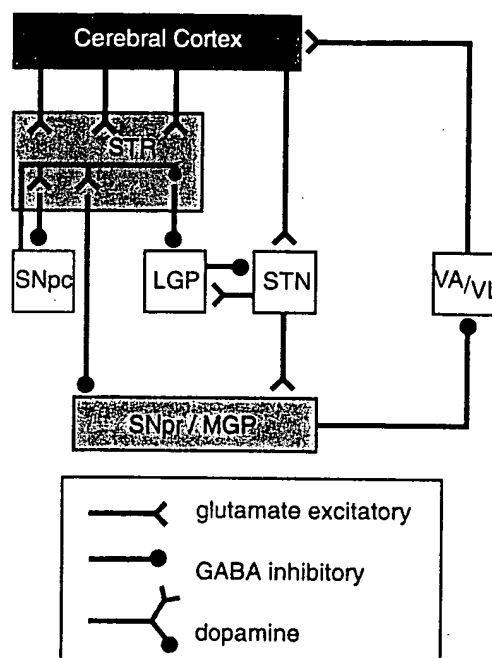 Cerebral Cortex
STR
SNpc
LGP
STN
VA/VL
SNpr / MGP
glutamate excitatory
GABA inhibitory
dopamine